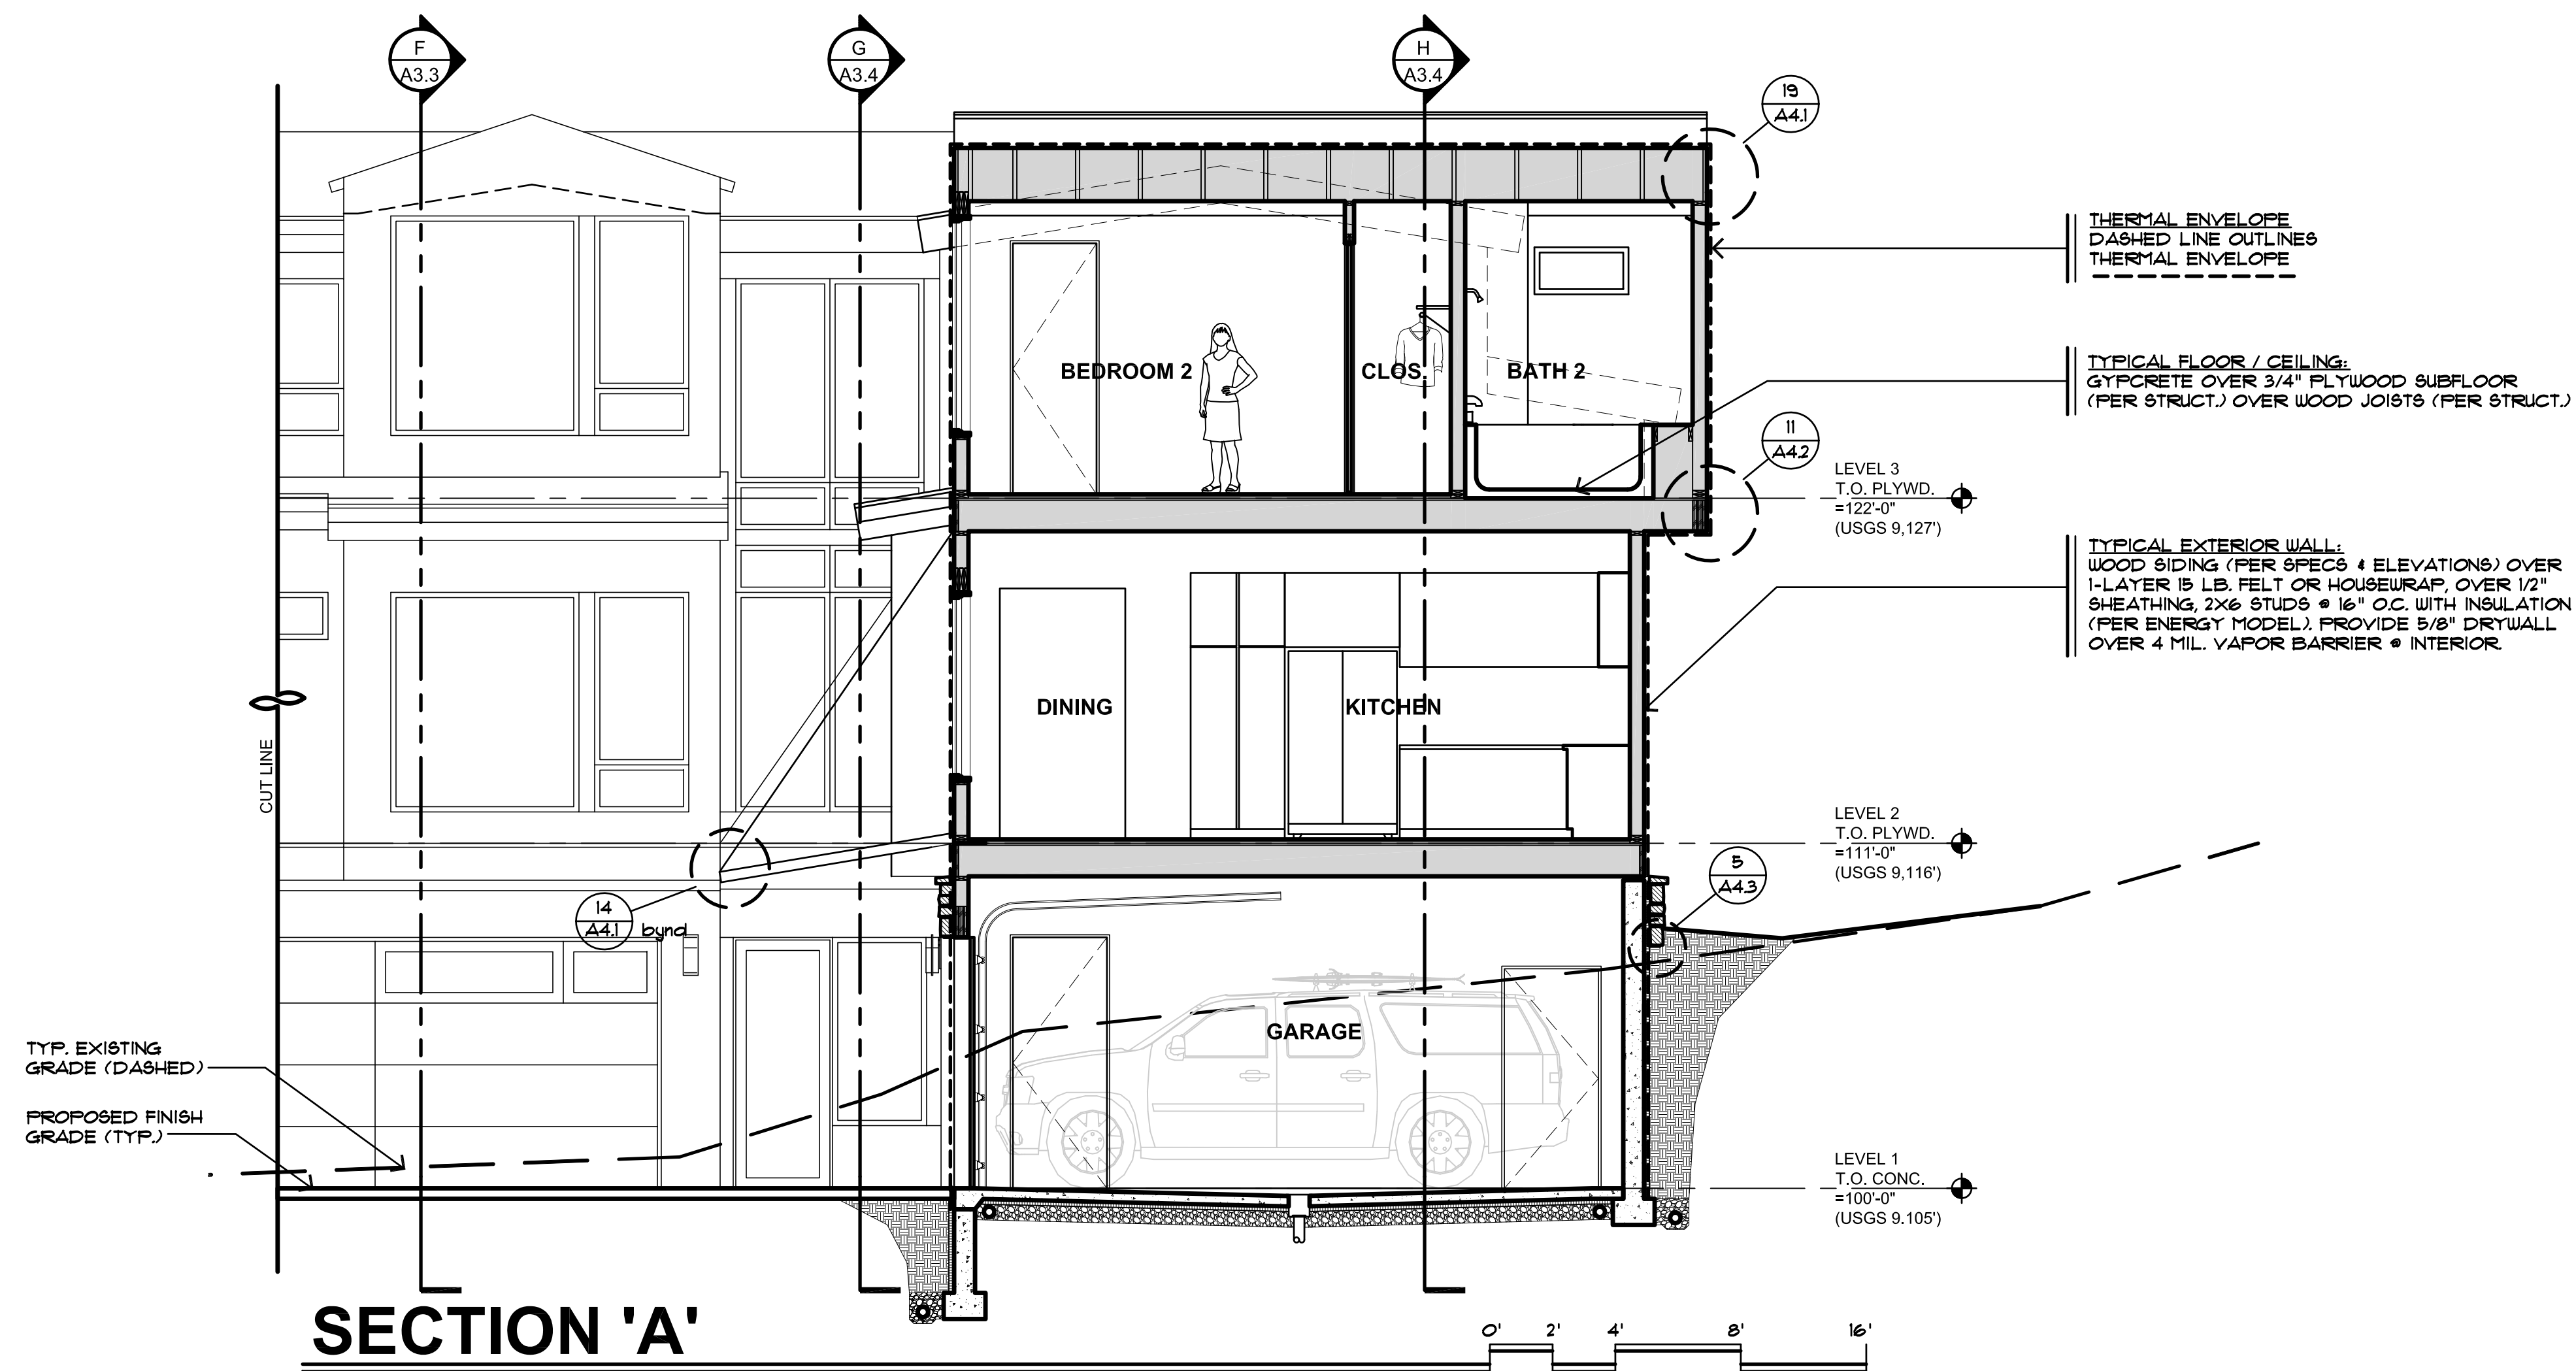 F
A3.3
G
A3.4
H
A3.4
19
A4.1
THERMAL ENVELOPE
DASHED LINE OUTLINES
THERMAL ENVELOPE
TYPICAL FLOOR / CEILING:
GYPCRETE OVER 3/4" PLYWOOD SUBFLOOR
(PER STRUCT.) OVER WOOD JOISTS (PER STRUCT.)
BEDROOM 2
CLOS.
BATH 2
11
A4.2
LEVEL 3
T.O. PLYWD.
=122'-0"
(USGS 9,127')
TYPICAL EXTERIOR WALL:
WOOD SIDING (PER SPECS & ELEVATIONS) OVER
1-LAYER 15 LB. FELT OR HOUSEWRAP, OVER 1/2"
SHEATHING, 2X6 STUDS @ 16" O.C. WITH INSULATION
(PER ENERGY MODEL). PROVIDE 5/8" DRYWALL
OVER 4 MIL. VAPOR BARRIER @ INTERIOR.
DINING
KITCHEN
CUT LINE
LEVEL 2
T.O. PLYWD.
=111'-0"
(USGS 9,116')
5
A4.3
14
A4.1
bynd
GARAGE
TYP. EXISTING
GRADE (DASHED)
PROPOSED FINISH
GRADE (TYP.)
LEVEL 1
T.O. CONC.
=100'-0"
(USGS 9.105')
SECTION 'A'
0' 2' 4' 8' 16'